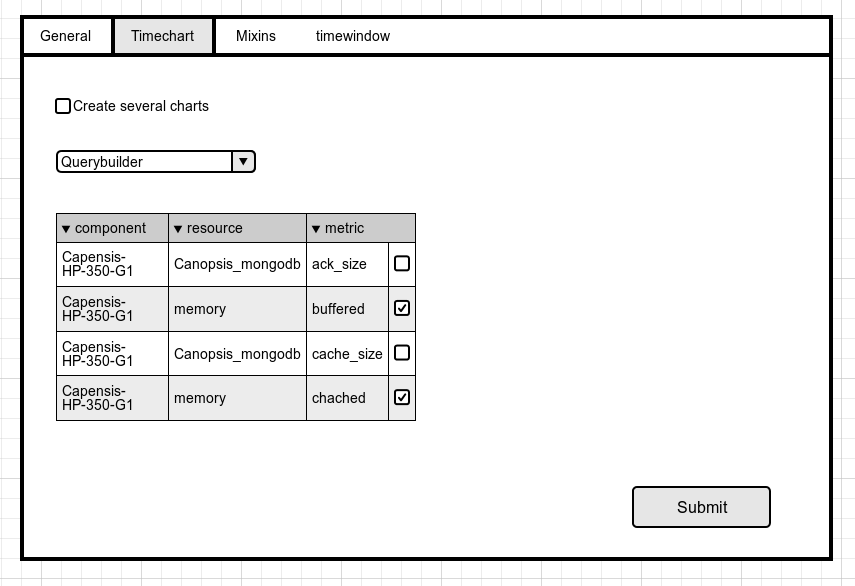 General Timechart Mixins timewindow
Create several charts
Querybuilder
component resource metric
Capensis-
HP-350-G1 Canopsis_mongodb ack_size
Capensis-
HP-350-G1 memory buffered
Capensis-
HP-350-G1 Canopsis_mongodb cache_size
Capensis-
HP-350-G1 memory chached
Submit